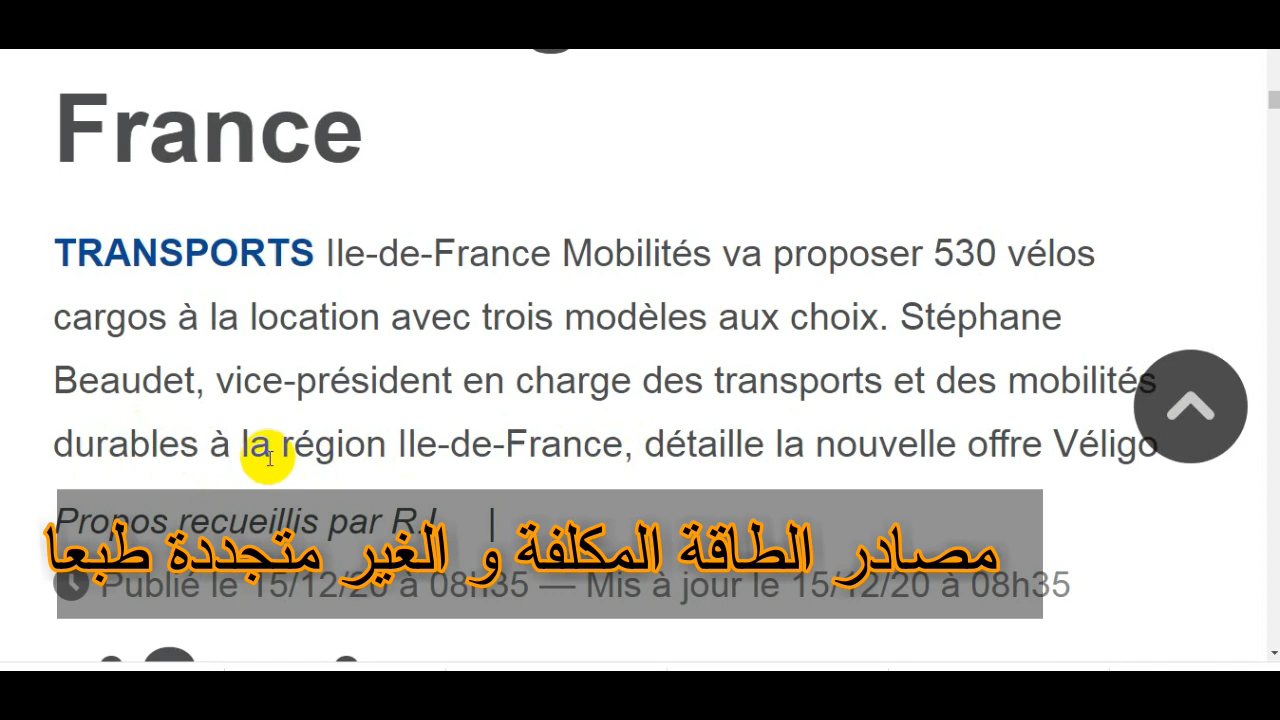 France
TRANSPORTS Ile-de-France Mobilités va proposer 530 vélos
cargos à la location avec trois modèles aux choix. Stéphane
Beaudet, vice-président en charge des transports et des mobilités
durables à la région Ile-de-France, détaille la nouvelle offre Véligo
Propos recueillis par R.L. |
مصادر الطاقة المكلفة و الغير متجددة طبعا
Publié le 15/12/20 à 08h35 — Mis à jour le 15/12/20 à 08h35